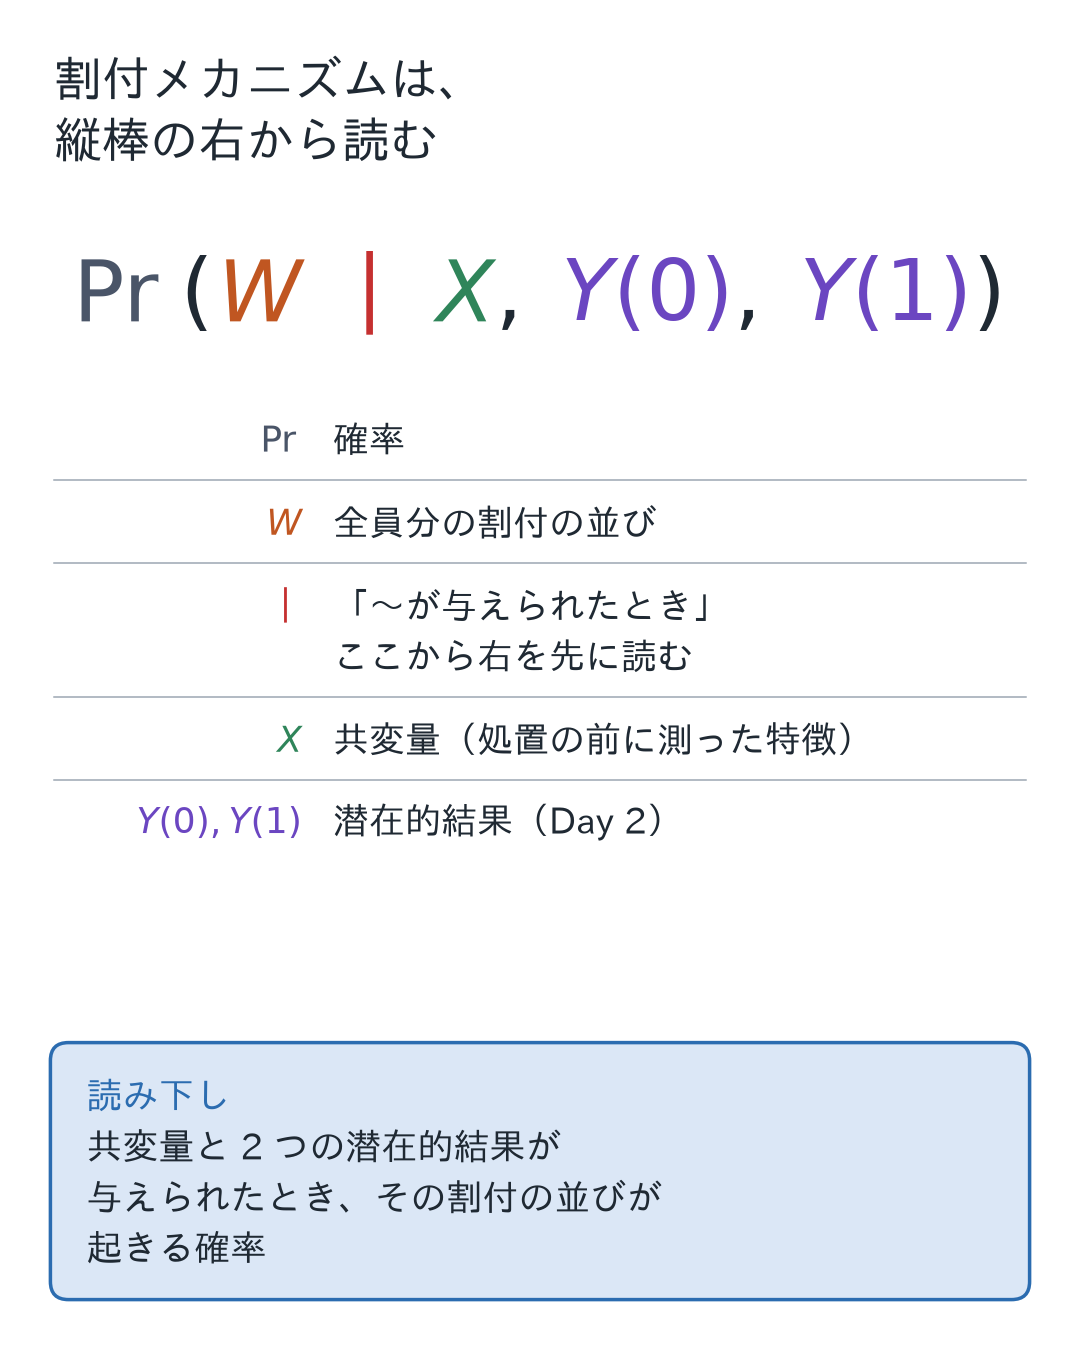 割付メカニズムは、
縦棒の右から読む
Pr (W | X, Y(0), Y(1))
Pr 確率
W 全員分の割付の並び
| 「〜が与えられたとき」
ここから右を先に読む
X 共変量（処置の前に測った特徴）
Y(0), Y(1) 潜在的結果（Day 2）
読み下し
共変量と 2 つの潜在的結果が
与えられたとき、その割付の並びが
起きる確率